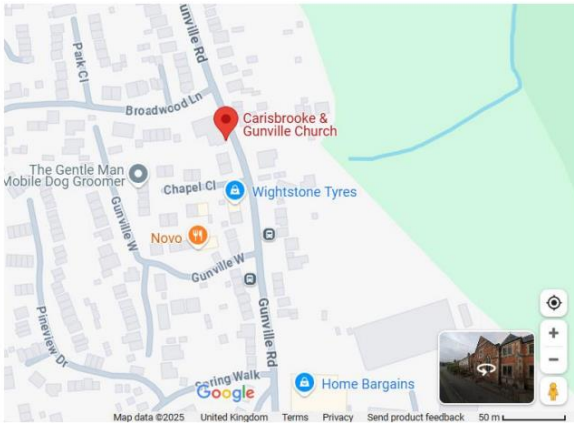 Gunville Rd
Park Cl
Broadwood Ln
Carisbrooke &
Gunville Church
The Gentle Man
Mobile Dog Groomer
Chapel Cl
Wightstone Tyres
Gunville W
Novo
Gunville W
Gunville Rd
Pineview Dr
Spring Walk
Google
Home Bargains
Map data ©2025 United Kingdom Terms Privacy Send product feedback 50 m